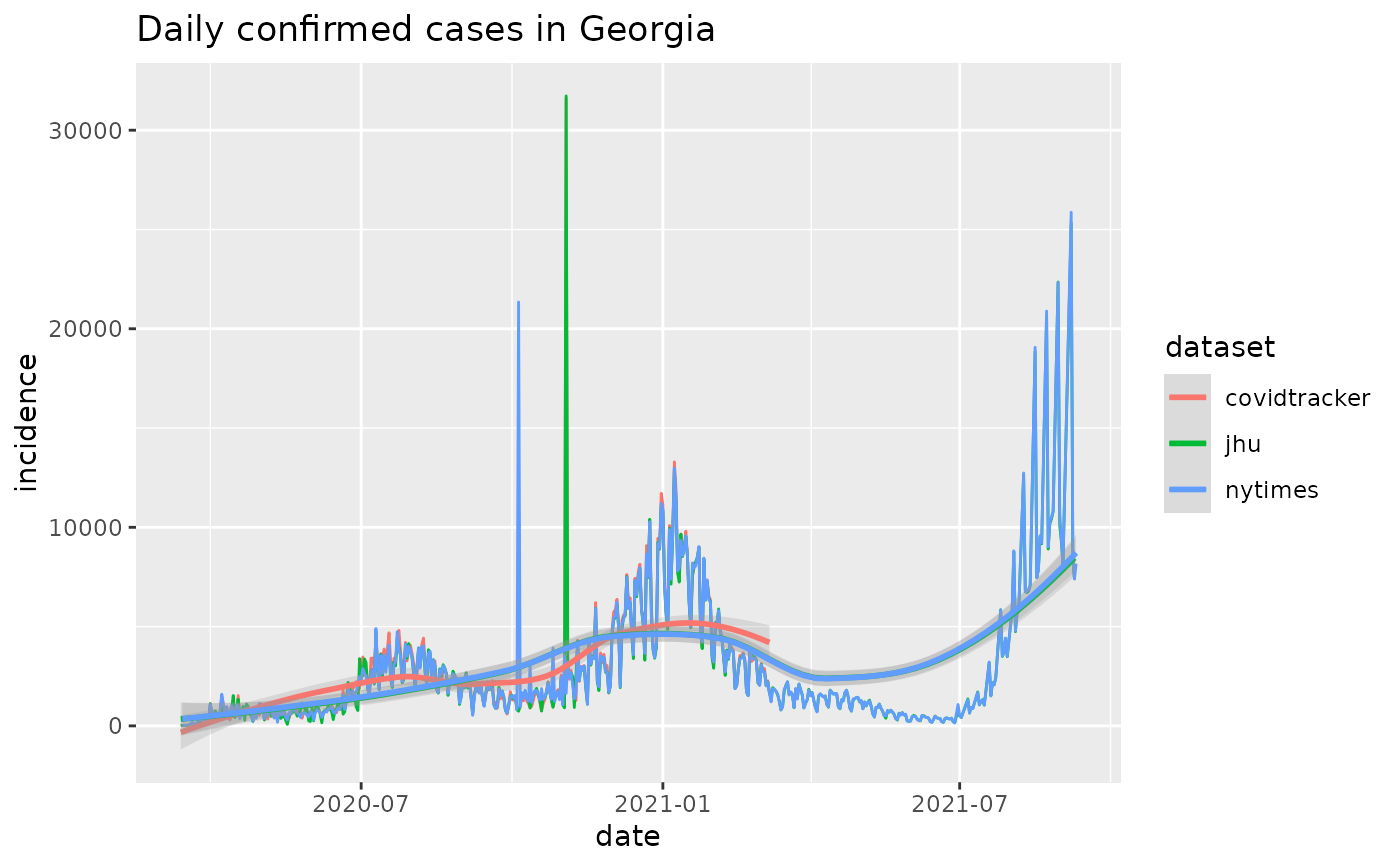 Daily confirmed cases in Georgia
30000
20000
10000
0
incidence
2020-07
2021-01
2021-07
date
dataset
covidtracker
jhu
nytimes